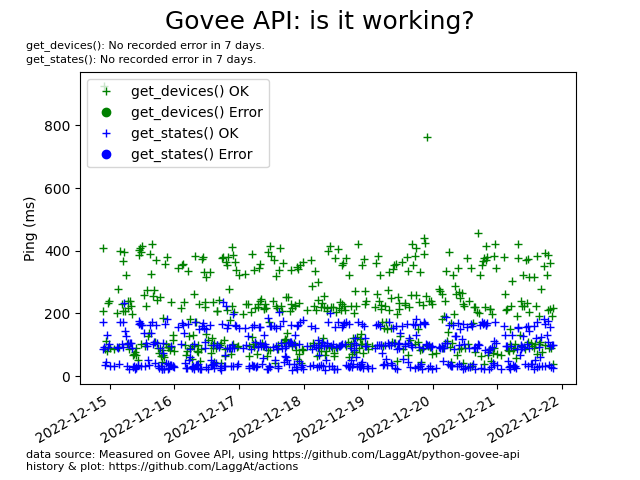 Govee API: is it working?
get_devices(): No recorded error in 7 days.
get_states(): No recorded error in 7 days.
get_devices() OK
get_devices() Error
get_states() OK
get_states() Error
Ping (ms)
800
600
400
200
0
2022-12-15
2022-12-16
2022-12-17
2022-12-18
2022-12-19
2022-12-20
2022-12-21
2022-12-22
data source: Measured on Govee API, using https://github.com/LaggAt/python-govee-api
history & plot: https://github.com/LaggAt/actions